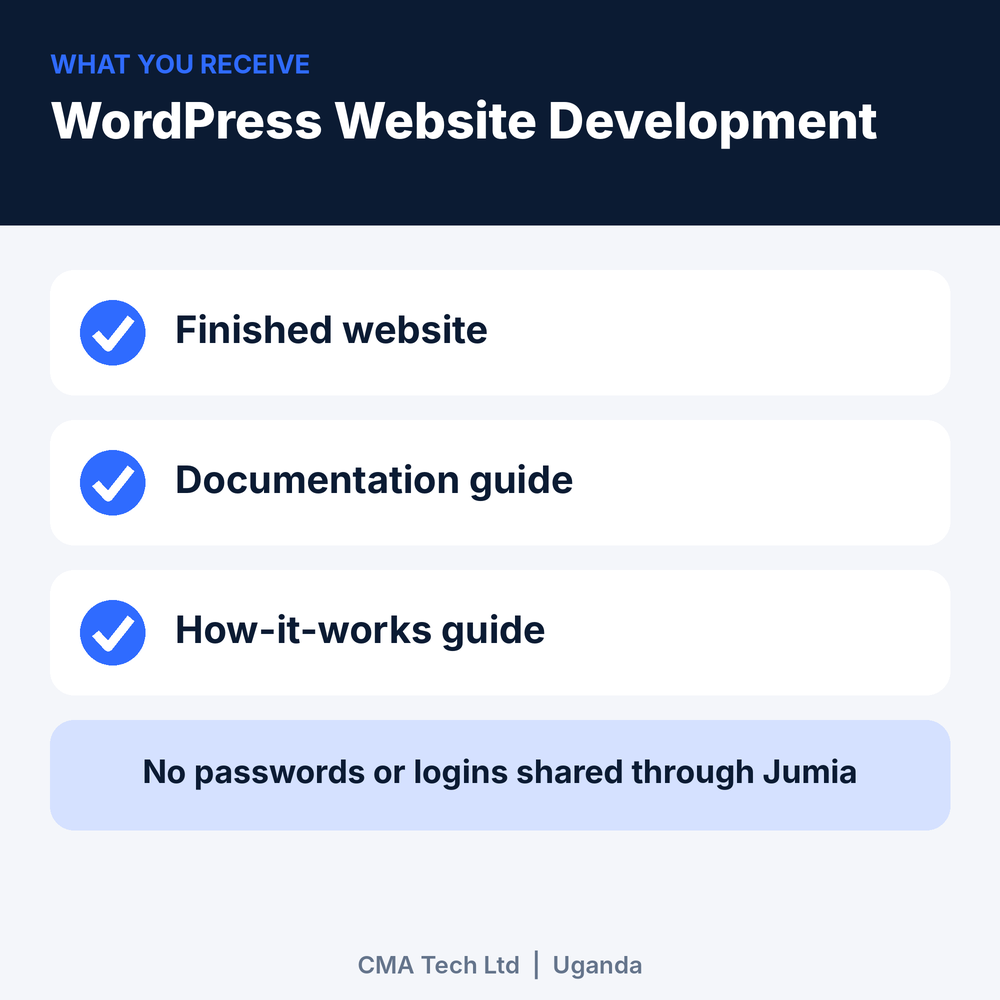 WHAT YOU RECEIVE
WordPress Website Development
Finished website
Documentation guide
How-it-works guide
No passwords or logins shared through Jumia
CMA Tech Ltd | Uganda